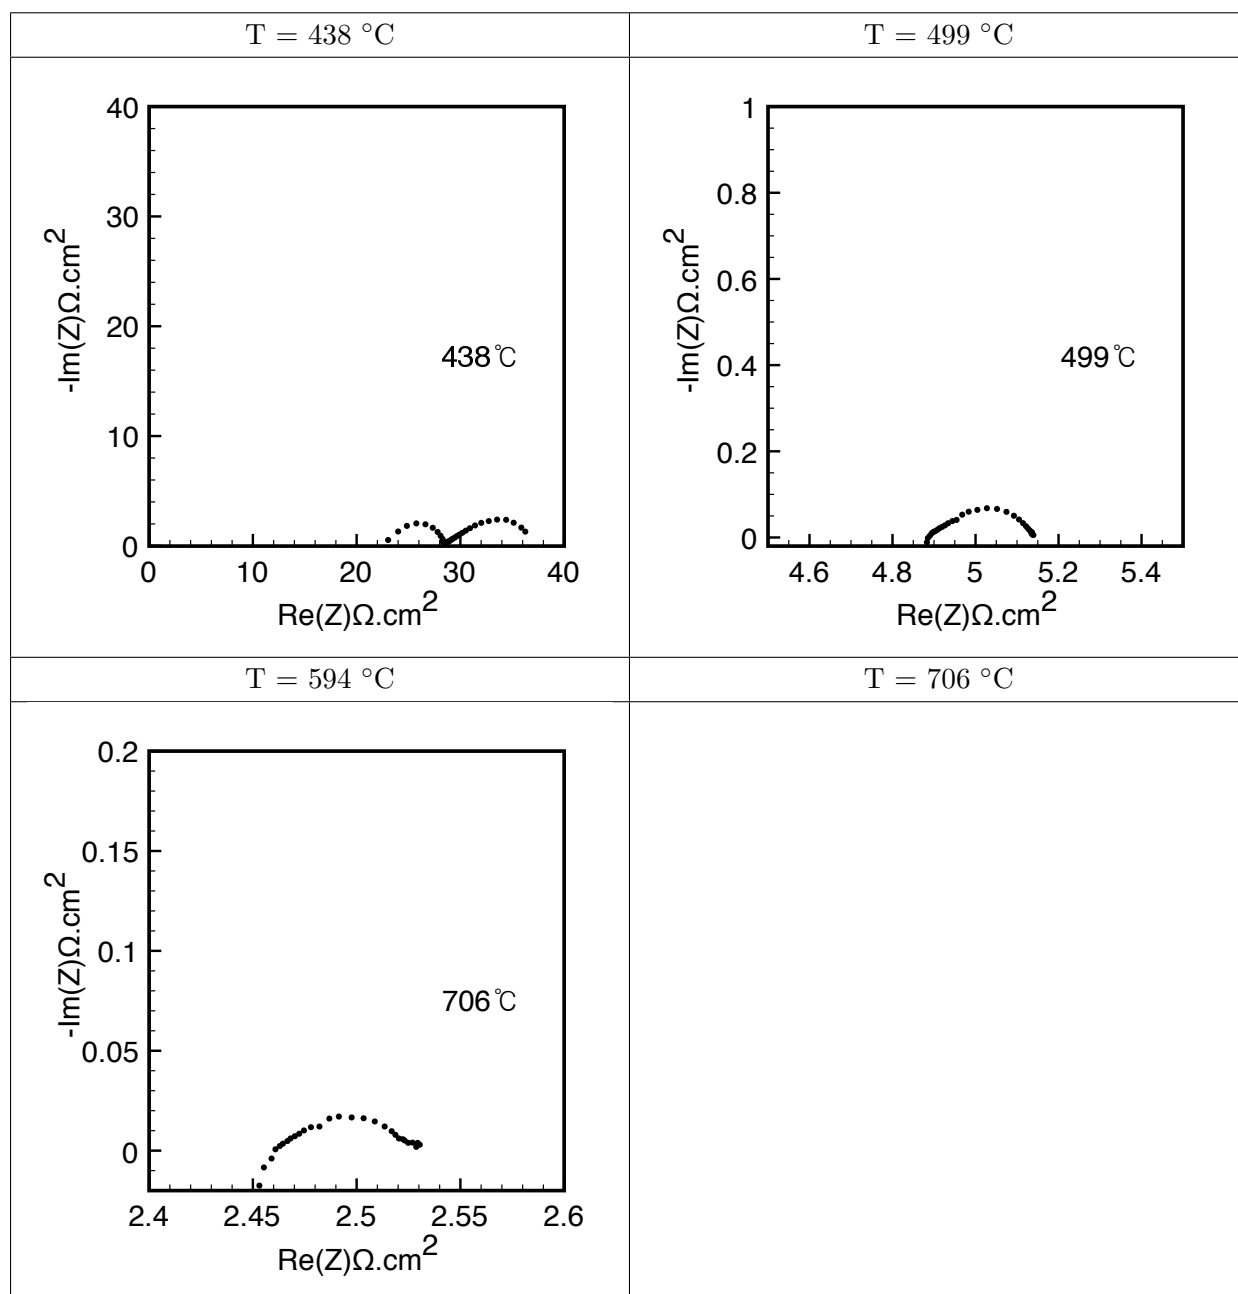 T = 438 °C
T = 499 °C
40
30
20
10
0
-Im(Z)Ω.cm²
438℃
0 10 20 30 40
Re(Z)Ω.cm²
1
0.8
0.6
0.4
0.2
0
-Im(Z)Ω.cm²
499℃
4.6 4.8 5 5.2 5.4
Re(Z)Ω.cm²
T = 594 °C
T = 706 °C
0.2
0.15
0.1
0.05
0
-Im(Z)Ω.cm²
706℃
2.4 2.45 2.5 2.55 2.6
Re(Z)Ω.cm²